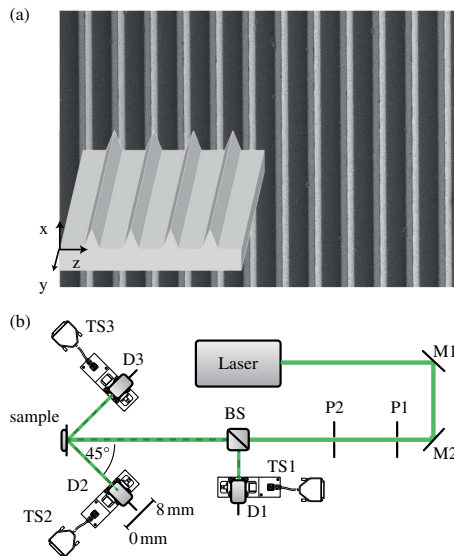 (a)
x
z
y
(b)
TS3
D3
Laser
M1
sample
BS
P2
P1
45°
M2
D2
TS1
TS2
8 mm
D1
0 mm